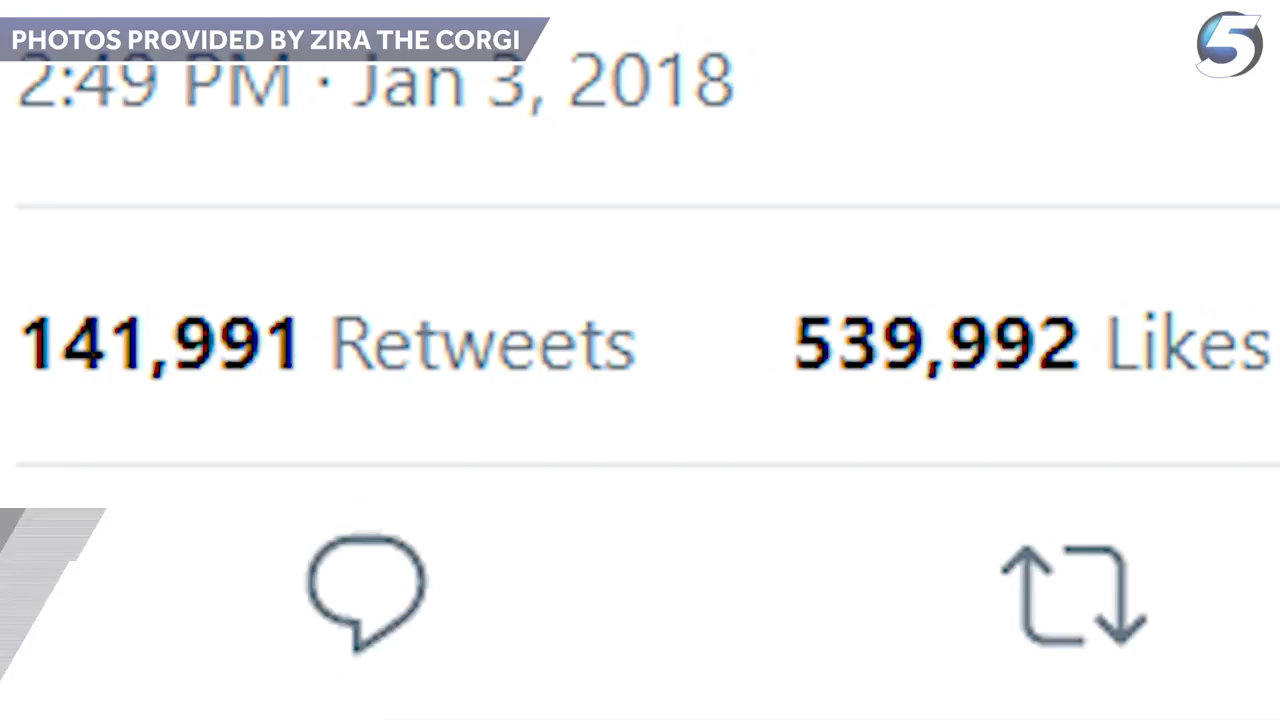 PHOTOS PROVIDED BY ZIRA THE CORGI
5
2:49 PM · Jan 3, 2018
141,991 Retweets 539,992 Likes